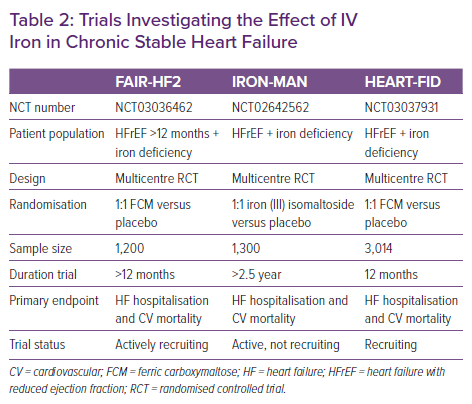 Table 2: Trials Investigating the Effect of IV
Iron in Chronic Stable Heart Failure
FAIR-HF2 IRON-MAN HEART-FID
NCT number NCT03036462 NCT02642562 NCT03037931
Patient population HFrEF >12 months + HFrEF + iron deficiency HFrEF + iron
iron deficiency deficiency
Design Multicentre RCT Multicentre RCT Multicentre RCT
Randomisation 1:1 FCM versus 1:1 iron (III) isomaltoside 1:1 FCM versus
placebo versus placebo placebo
Sample size 1,200 1,300 3,014
Duration trial >12 months >2.5 year 12 months
Primary endpoint HF hospitalisation HF hospitalisation and HF hospitalisation
and CV mortality CV mortality and CV mortality
Trial status Actively recruiting Active, not recruiting Recruiting
CV = cardiovascular; FCM = ferric carboxymaltose; HF = heart failure; HFrEF = heart failure with
reduced ejection fraction; RCT = randomised controlled trial.